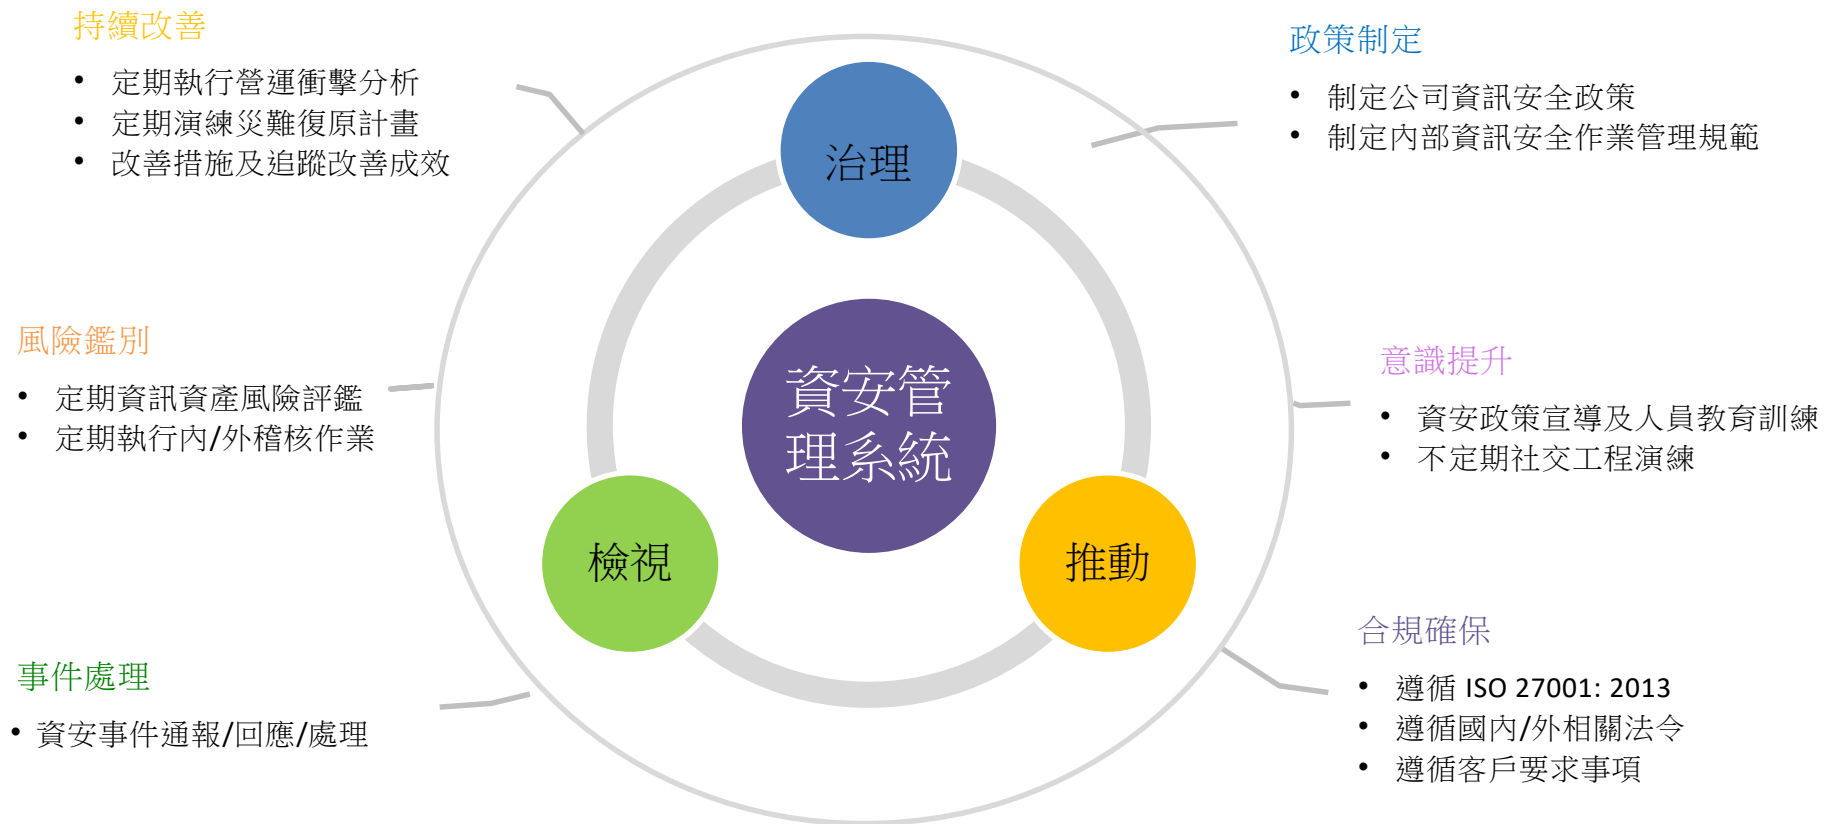 持續改善
• 定期執行營運衝擊分析
• 定期演練災難復原計畫
• 改善措施及追蹤改善成效
政策制定
• 制定公司資訊安全政策
• 制定內部資訊安全作業管理規範
治理
風險鑑別
• 定期資訊資產風險評鑑
• 定期執行內/外稽核作業
資安管
理系統
意識提升
• 資安政策宣導及人員教育訓練
• 不定期社交工程演練
檢視
推動
事件處理
• 資安事件通報/回應/處理
合規確保
• 遵循 ISO 27001: 2013
• 遵循國內/外相關法令
• 遵循客戶要求事項